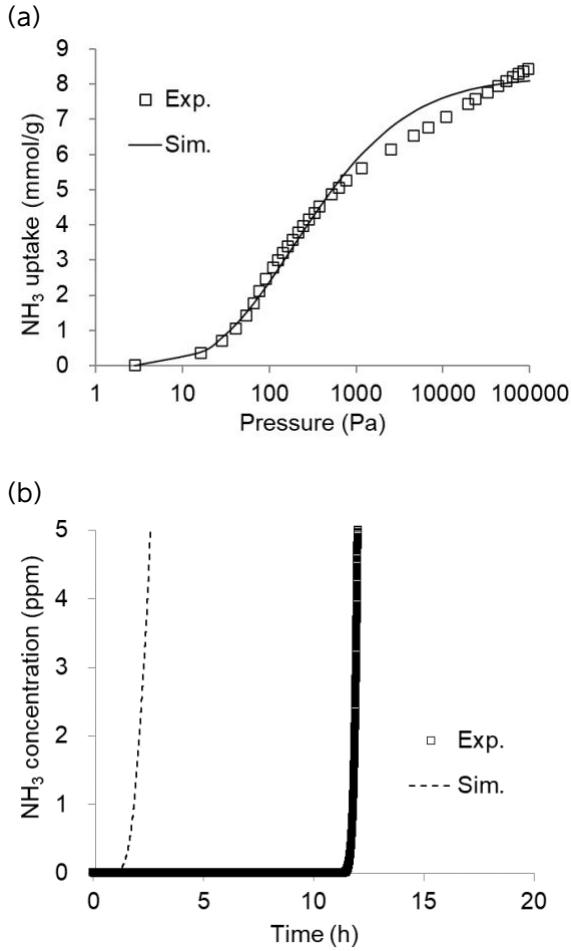 (a)
9
8
7
6
5
4
3
2
1
0
NH₃ uptake (mmol/g)
Exp.
Sim.
1 10 100 1000 10000 100000
Pressure (Pa)
(b)
5
4
3
2
1
0
NH₃ concentration (ppm)
Exp.
Sim.
0 5 10 15 20
Time (h)